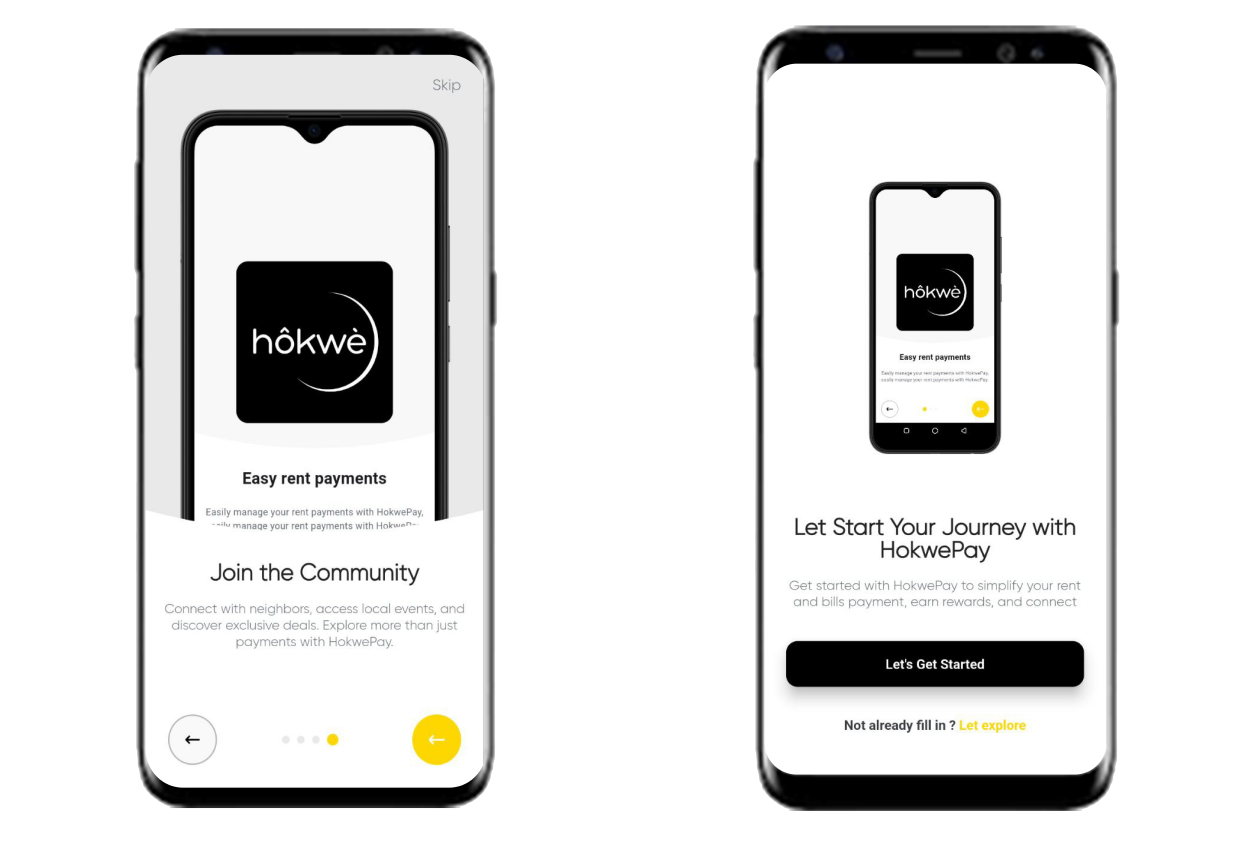 Skip
hôkwè
Easy rent payments
Easily manage your rent payments with HokwePay,
easily manage your rent payments with HokwePay
Join the Community
Connect with neighbors, access local events, and
discover exclusive deals. Explore more than just
payments with HokwePay.
hôkwè
Easy rent payments
Easily manage your rent payments with HokwePay,
easily manage your rent payments with HokwePay.
Let Start Your Journey with
HokwePay
Get started with HokwePay to simplify your rent
and bills payment, earn rewards, and connect
Let's Get Started
Not already fill in ? Let explore